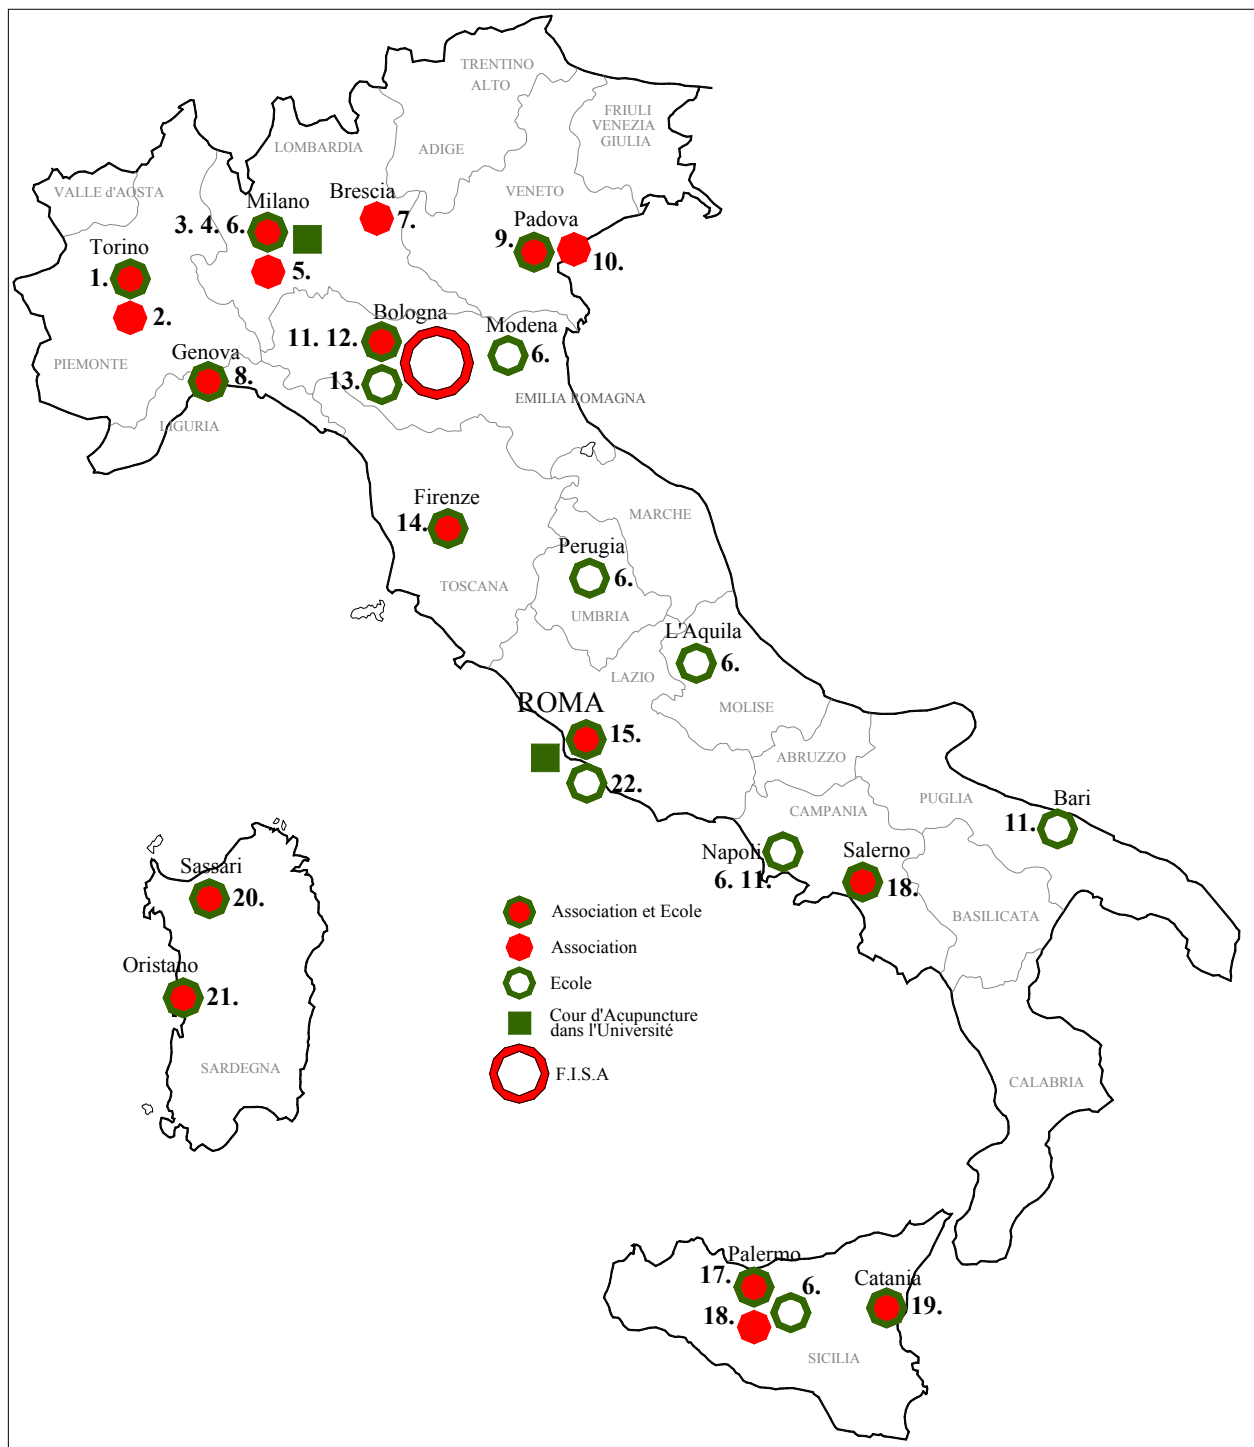 TRENTINO
ALTO
ADIGE
FRIULI
VENEZIA
GIULIA
LOMBARDIA
VALLE d'AOSTA
VENETO
Brescia
7.
Milano
3. 4. 6.
5.
Padova
9.
10.
Torino
1.
2.
PIEMONTE
Bologna
11. 12.
13.
Modena
6.
EMILIA ROMAGNA
Genova
8.
LIGURIA
Firenze
14.
TOSCANA
MARCHE
Perugia
6.
UMBRIA
L'Aquila
6.
LAZIO
MOLISE
ROMA
15.
22.
ABRUZZO
CAMPANIA
PUGLIA
Bari
11.
Napoli
6. 11.
Salerno
18.
BASILICATA
Sassari
20.
Oristano
21.
SARDEGNA
Association et Ecole
Association
Ecole
Cour d'Acupuncture
dans l'Université
F.I.S.A
CALABRIA
Palermo
17.
6.
18.
Catania
19.
SICILIA